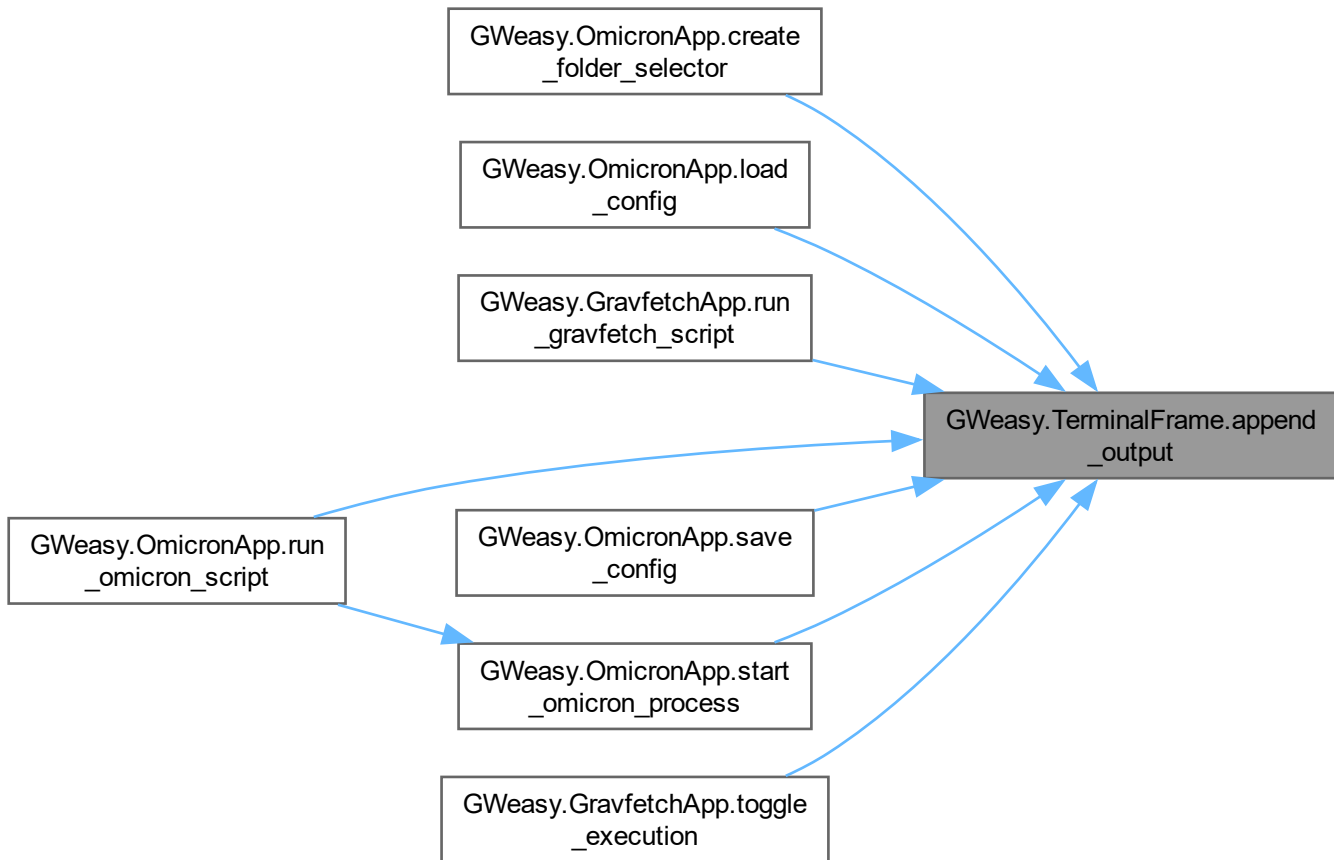 GWeasy.OmicronApp.create
_folder_selector
GWeasy.OmicronApp.load
_config
GWeasy.GravfetchApp.run
_gravfetch_script
GWeasy.TerminalFrame.append
_output
GWeasy.OmicronApp.run
_omicron_script
GWeasy.OmicronApp.save
_config
GWeasy.OmicronApp.start
_omicron_process
GWeasy.GravfetchApp.toggle
_execution